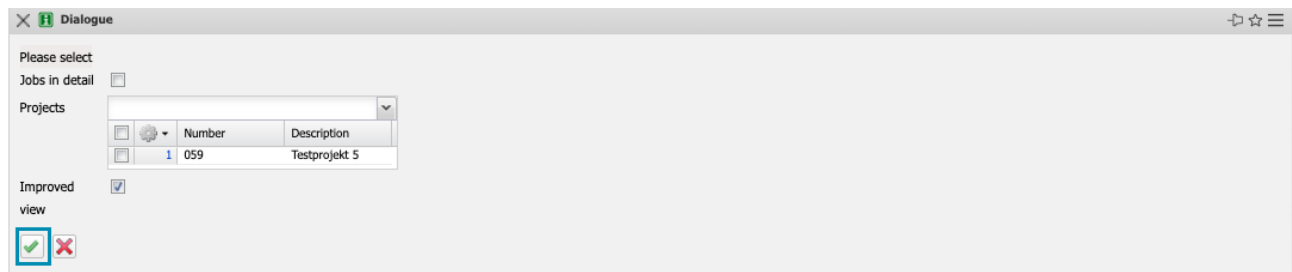 Dialogue
Please select
Jobs in detail
Projects
Number Description
1 059 Testprojekt 5
Improved
view